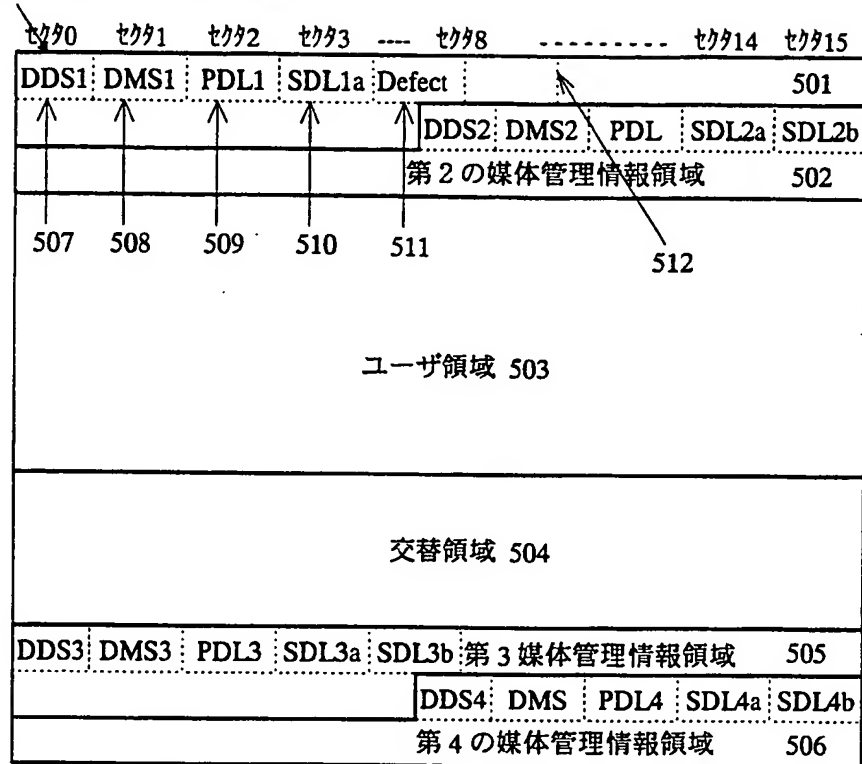 ｾｸﾀ0 ｾｸﾀ1 ｾｸﾀ2 ｾｸﾀ3 ---- ｾｸﾀ8 --------- ｾｸﾀ14 ｾｸﾀ15
DDS1 DMS1 PDL1 SDL1a Defect 501
DDS2 DMS2 PDL SDL2a SDL2b
第2の媒体管理情報領域 502
507 508 509 510 511 512
ユーザ領域 503
交替領域 504
DDS3 DMS3 PDL3 SDL3a SDL3b 第3媒体管理情報領域 505
DDS4 DMS PDL4 SDL4a SDL4b
第4の媒体管理情報領域 506